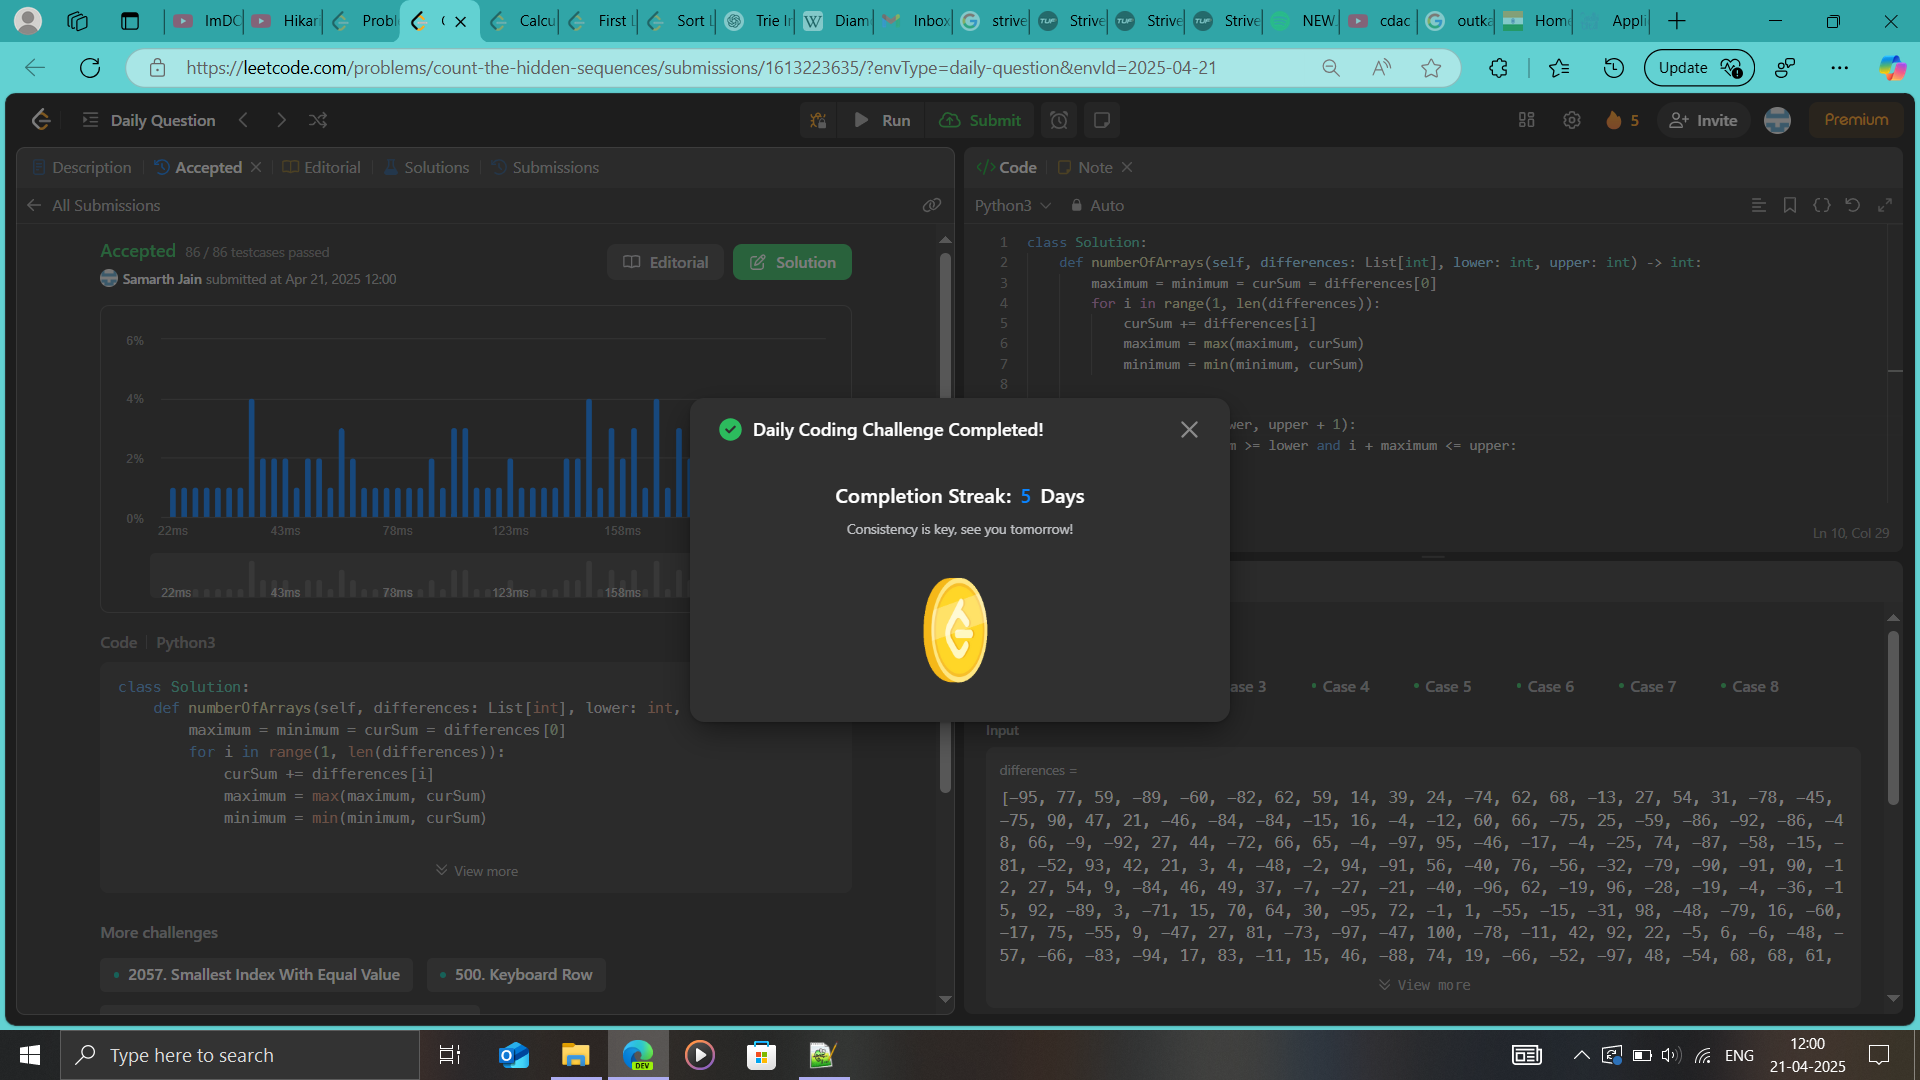 ImDC
Hikar
Proble
Calcu
First L
Sort L
Trie In
Diam
Inbox
strive
Strive
Strive
Strive
NEW
cdac
outka
Home
Appli
https://leetcode.com/problems/count-the-hidden-sequences/submissions/1613223635/?envType=daily-question&envId=2025-04-21
Update
Daily Question
Run
Submit
5
Invite
Premium
Description
Accepted
Editorial
Solutions
Submissions
All Submissions
Accepted 86 / 86 testcases passed
Samarth Jain submitted at Apr 21, 2025 12:00
Editorial
Solution
6%
4%
2%
0%
22ms 43ms 78ms 123ms 158ms
22ms 43ms 78ms 123ms 158ms
Code | Python3
class Solution:
def numberOfArrays(self, differences: List[int], lower: int,
maximum = minimum = curSum = differences[0]
for i in range(1, len(differences)):
curSum += differences[i]
maximum = max(maximum, curSum)
minimum = min(minimum, curSum)
View more
More challenges
2057. Smallest Index With Equal Value
500. Keyboard Row
Code
Note
Python3
Auto
1 class Solution:
2 def numberOfArrays(self, differences: List[int], lower: int, upper: int) -> int:
3 maximum = minimum = curSum = differences[0]
4 for i in range(1, len(differences)):
5 curSum += differences[i]
6 maximum = max(maximum, curSum)
7 minimum = min(minimum, curSum)
8
wer, upper + 1):
m >= lower and i + maximum <= upper:
Ln 10, Col 29
Daily Coding Challenge Completed!
Completion Streak: 5 Days
Consistency is key, see you tomorrow!
ase 3
Case 4
Case 5
Case 6
Case 7
Case 8
Input
differences =
[-95, 77, 59, -89, -60, -82, 62, 59, 14, 39, 24, -74, 62, 68, -13, 27, 54, 31, -78, -45,
-75, 90, 47, 21, -46, -84, -84, -15, 16, -4, -12, 60, 66, -75, 25, -59, -86, -92, -86, -4
8, 66, -9, -92, 27, 44, -72, 66, 65, -4, -97, 95, -46, -17, -4, -25, 74, -87, -58, -15, -
81, -52, 93, 42, 21, 3, 4, -48, -2, 94, -91, 56, -40, 76, -56, -32, -79, -90, -91, 90, -1
2, 27, 54, 9, -84, 46, 49, 37, -7, -27, -21, -40, -96, 62, -19, 96, -28, -19, -4, -36, -1
5, 92, -89, 3, -71, 15, 70, 64, 30, -95, 72, -1, 1, -55, -15, -31, 98, -48, -79, 16, -60,
-17, 75, -55, 9, -47, 27, 81, -73, -97, -47, 100, -78, -11, 42, 92, 22, -5, 6, -6, -48, -
57, -66, -83, -94, 17, 83, -11, 15, 46, -88, 74, 19, -66, -52, -97, 48, -54, 68, 68, 61,
View more
Type here to search
DEV
ENG
12:00
21-04-2025